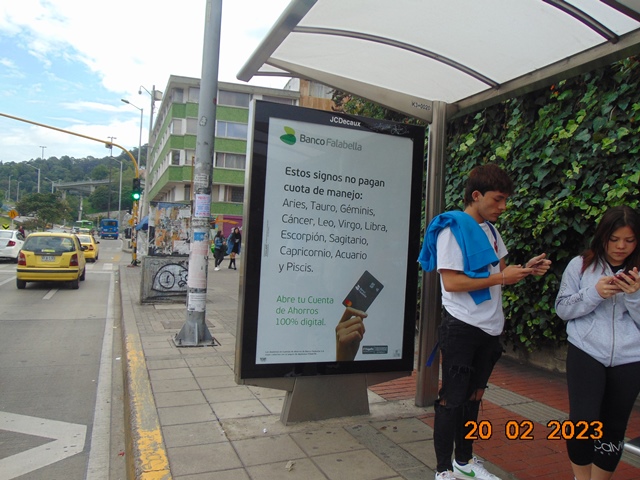 JCDecaux
Banco Falabella
Estos signos no pagan
cuota de manejo:
Aries, Tauro, Géminis,
Cáncer, Leo, Virgo, Libra,
Escorpión, Sagitario,
Capricornio, Acuario
y Piscis.
Abre tu Cuenta
de Ahorros
100% digital.
20 02 2023